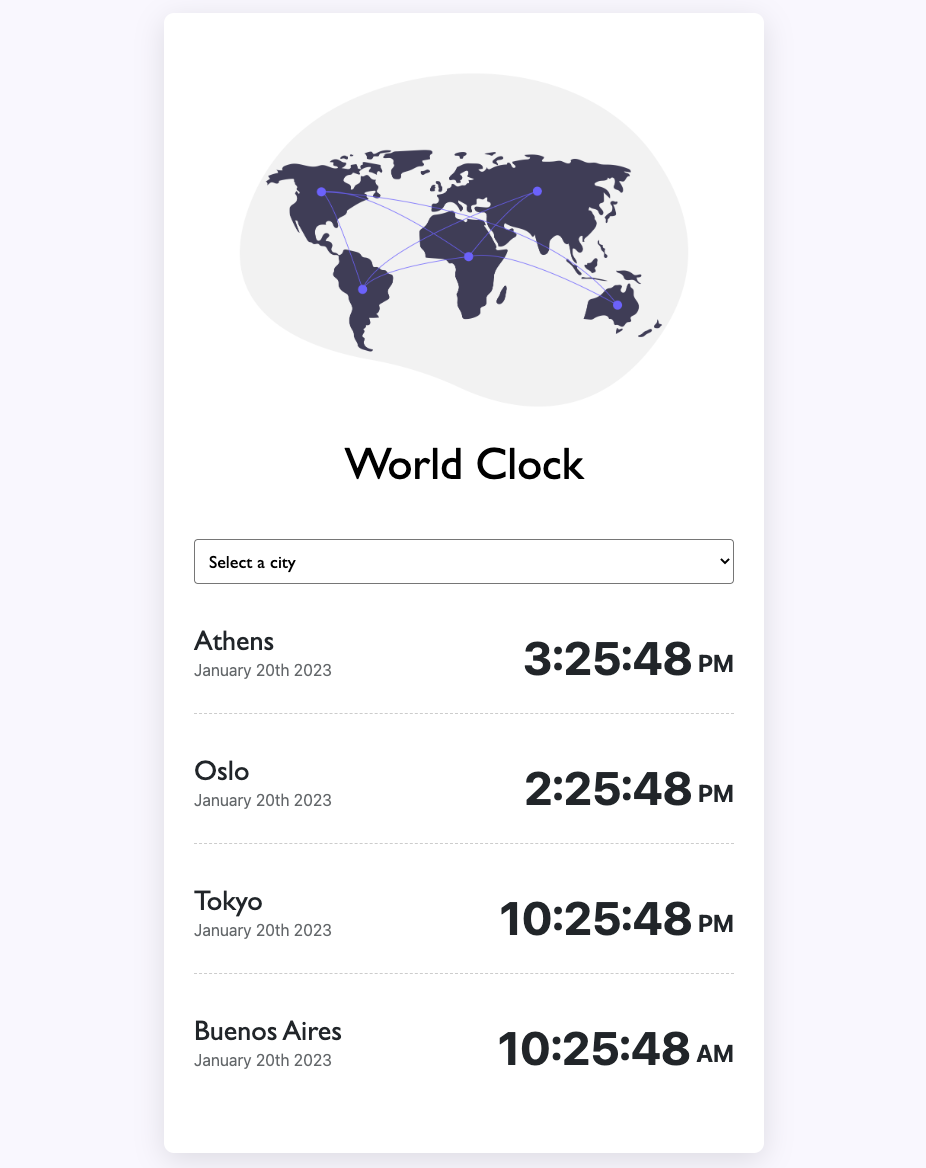 World Clock
Select a city
Athens
January 20th 2023
3:25:48 PM
Oslo
January 20th 2023
2:25:48 PM
Tokyo
January 20th 2023
10:25:48 PM
Buenos Aires
January 20th 2023
10:25:48 AM